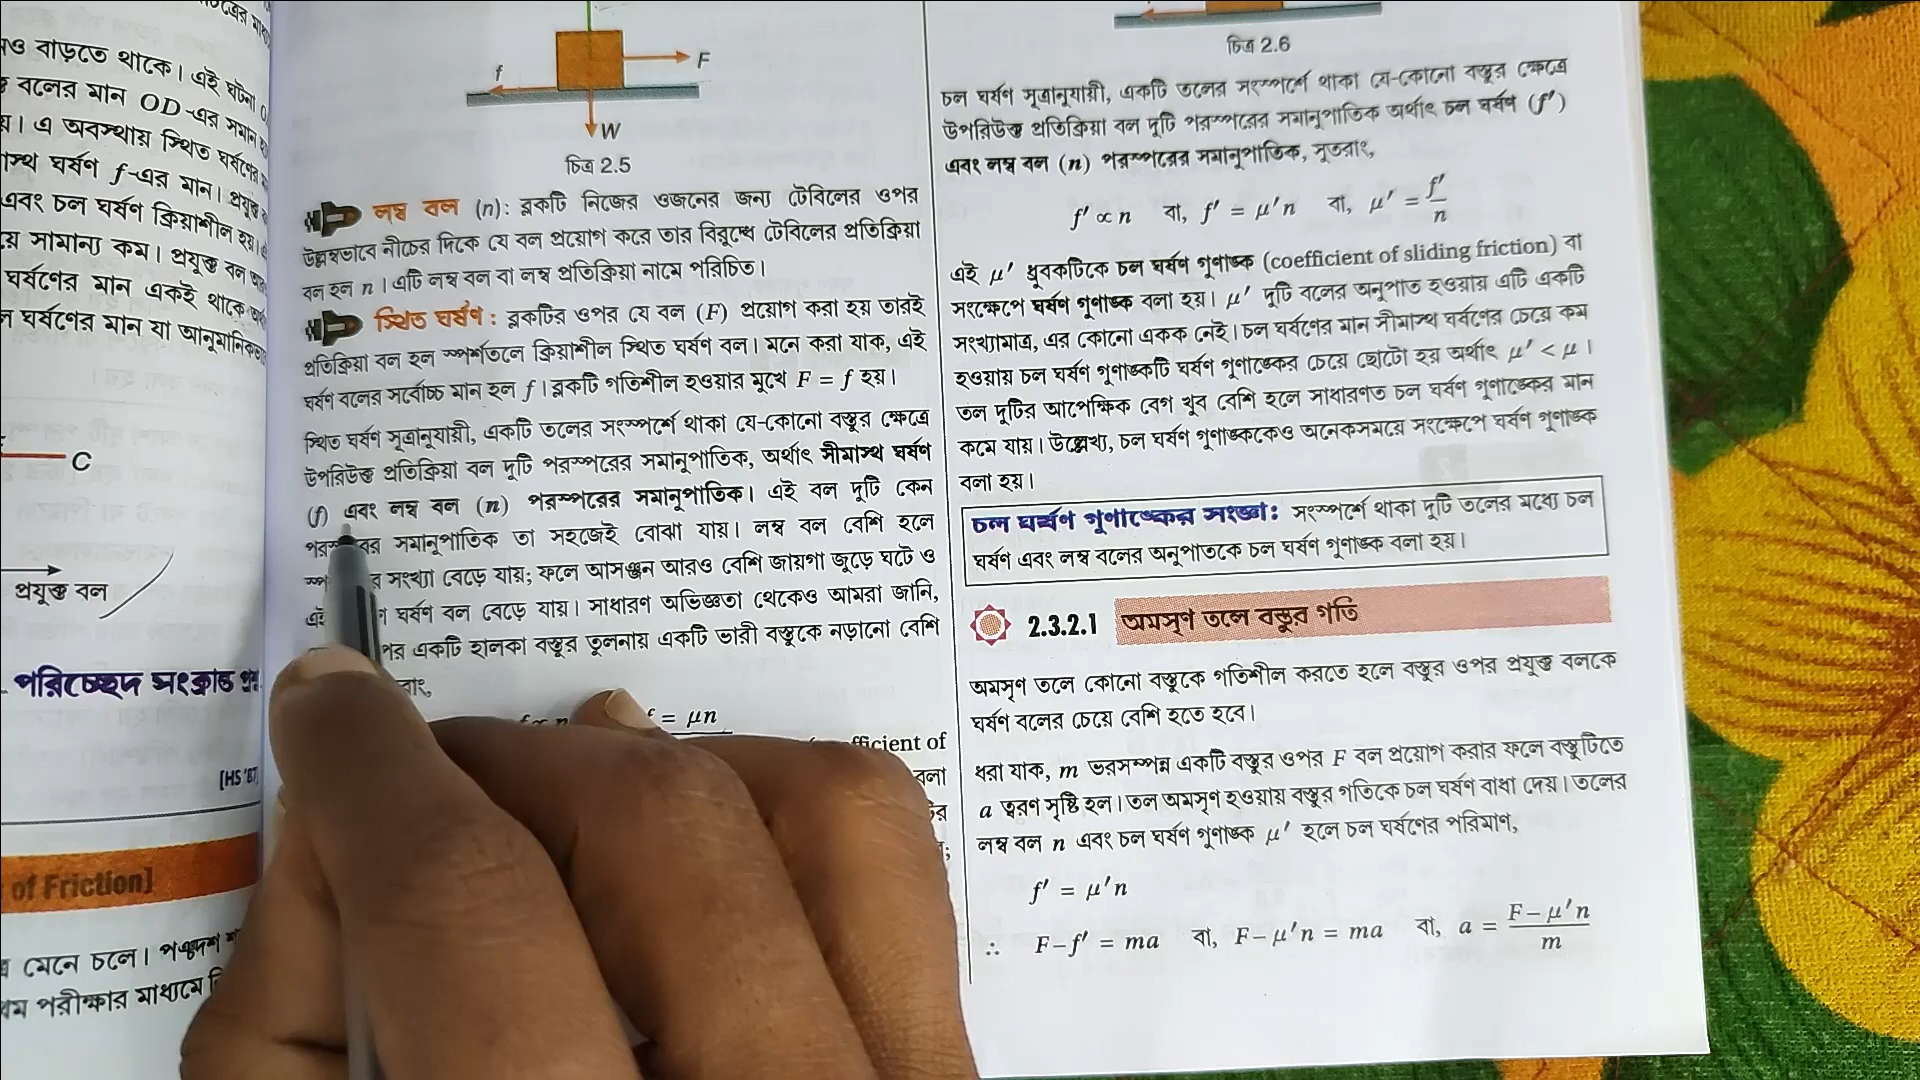 ও বাড়তে থাকে। এই ঘটনা
বলের মান OD-এর সমান
। এ অবস্থায় স্থিত ঘর্ষণের
ঘর্ষণ f-এর মান। প্রযুক্ত
এবং চল ঘর্ষণ ক্রিয়াশীল হয়।
সামান্য কম। প্রযুক্ত বল
ঘর্ষণের মান একই থাকে
ঘর্ষণের মান যা
C
প্রযুক্ত বল
পরিচ্ছেদ সংক্রান্ত
[HS '87]
of Friction]
মেনে চলে। পঞ্চদশ
পরীক্ষার মাধ্যমে
f
F
W
চিত্র 2.5
লম্ব বল (n): ব্লকটি নিজের ওজনের জন্য টেবিলের ওপর
উল্লম্বভাবে নীচের দিকে যে বল প্রয়োগ করে তার বিরুদ্ধে টেবিলের প্রতিক্রিয়া
বল হল n। এটি লম্ব বল বা লম্ব প্রতিক্রিয়া নামে পরিচিত।
স্থিত ঘর্ষণ : ব্লকটির ওপর যে বল (F) প্রয়োগ করা হয় তারই
প্রতিক্রিয়া বল হল স্পর্শতলে ক্রিয়াশীল স্থিত ঘর্ষণ বল। মনে করা যাক, এই
ঘর্ষণ বলের সর্বোচ্চ মান হল f। ব্লকটি গতিশীল হওয়ার মুখে F = f হয়।
স্থিত ঘর্ষণ সূত্রানুযায়ী, একটি তলের সংস্পর্শে থাকা যে-কোনো বস্তুর ক্ষেত্রে
উপরিউক্ত প্রতিক্রিয়া বল দুটি পরস্পরের সমানুপাতিক, অর্থাৎ সীমাস্থ ঘর্ষণ
(f) এবং লম্ব বল (n) পরস্পরের সমানুপাতিক। এই বল দুটি কেন
সমানুপাতিক তা সহজেই বোঝা যায়। লম্ব বল বেশি হলে
সংখ্যা বেড়ে যায়; ফলে আসঞ্জন আরও বেশি জায়গা জুড়ে ঘটে ও
ঘর্ষণ বল বেড়ে যায়। সাধারণ অভিজ্ঞতা থেকেও আমরা জানি,
একটি হালকা বস্তুর তুলনায় একটি ভারী বস্তুকে নড়ানো বেশি
= μn
of
চিত্র 2.6
চল ঘর্ষণ সূত্রানুযায়ী, একটি তলের সংস্পর্শে থাকা যে-কোনো বস্তুর ক্ষেত্রে
উপরিউক্ত প্রতিক্রিয়া বল দুটি পরস্পরের সমানুপাতিক অর্থাৎ চল ঘর্ষণ (f′)
এবং লম্ব বল (n) পরস্পরের সমানুপাতিক, সুতরাং,
f′ ∝ n বা, f′ = μ′n বা, μ′ = f′/n
এই μ′ ধ্রুবকটিকে চল ঘর্ষণ গুণাঙ্ক (coefficient of sliding friction) বা
সংক্ষেপে ঘর্ষণ গুণাঙ্ক বলা হয়। μ′ দুটি বলের অনুপাত হওয়ায় এটি একটি
সংখ্যামাত্র, এর কোনো একক নেই। চল ঘর্ষণের মান সীমাস্থ ঘর্ষণের চেয়ে কম
হওয়ায় চল ঘর্ষণ গুণাঙ্কটি ঘর্ষণ গুণাঙ্কের চেয়ে ছোটো হয় অর্থাৎ μ′ < μ।
তল দুটির আপেক্ষিক বেগ খুব বেশি হলে সাধারণত চল ঘর্ষণ গুণাঙ্কের মান
কমে যায়। উল্লেখ্য, চল ঘর্ষণ গুণাঙ্ককেও অনেকসময়ে সংক্ষেপে ঘর্ষণ গুণাঙ্ক
বলা হয়।
চল ঘর্ষণ গুণাঙ্কের সংজ্ঞা: সংস্পর্শে থাকা দুটি তলের মধ্যে চল
ঘর্ষণ এবং লম্ব বলের অনুপাতকে চল ঘর্ষণ গুণাঙ্ক বলা হয়।
2.3.2.1 অমসৃণ তলে বস্তুর গতি
অমসৃণ তলে কোনো বস্তুকে গতিশীল করতে হলে বস্তুর ওপর প্রযুক্ত বলকে
ঘর্ষণ বলের চেয়ে বেশি হতে হবে।
ধরা যাক, m ভরসম্পন্ন একটি বস্তুর ওপর F বল প্রয়োগ করার ফলে বস্তুটিতে
a ত্বরণ সৃষ্টি হল। তল অমসৃণ হওয়ায় বস্তুর গতিকে চল ঘর্ষণ বাধা দেয়। তলের
লম্ব বল n এবং চল ঘর্ষণ গুণাঙ্ক μ′ হলে চল ঘর্ষণের পরিমাণ,
f′ = μ′n
∴ F−f′ = ma বা, F−μ′n = ma বা, a = F−μ′n/m